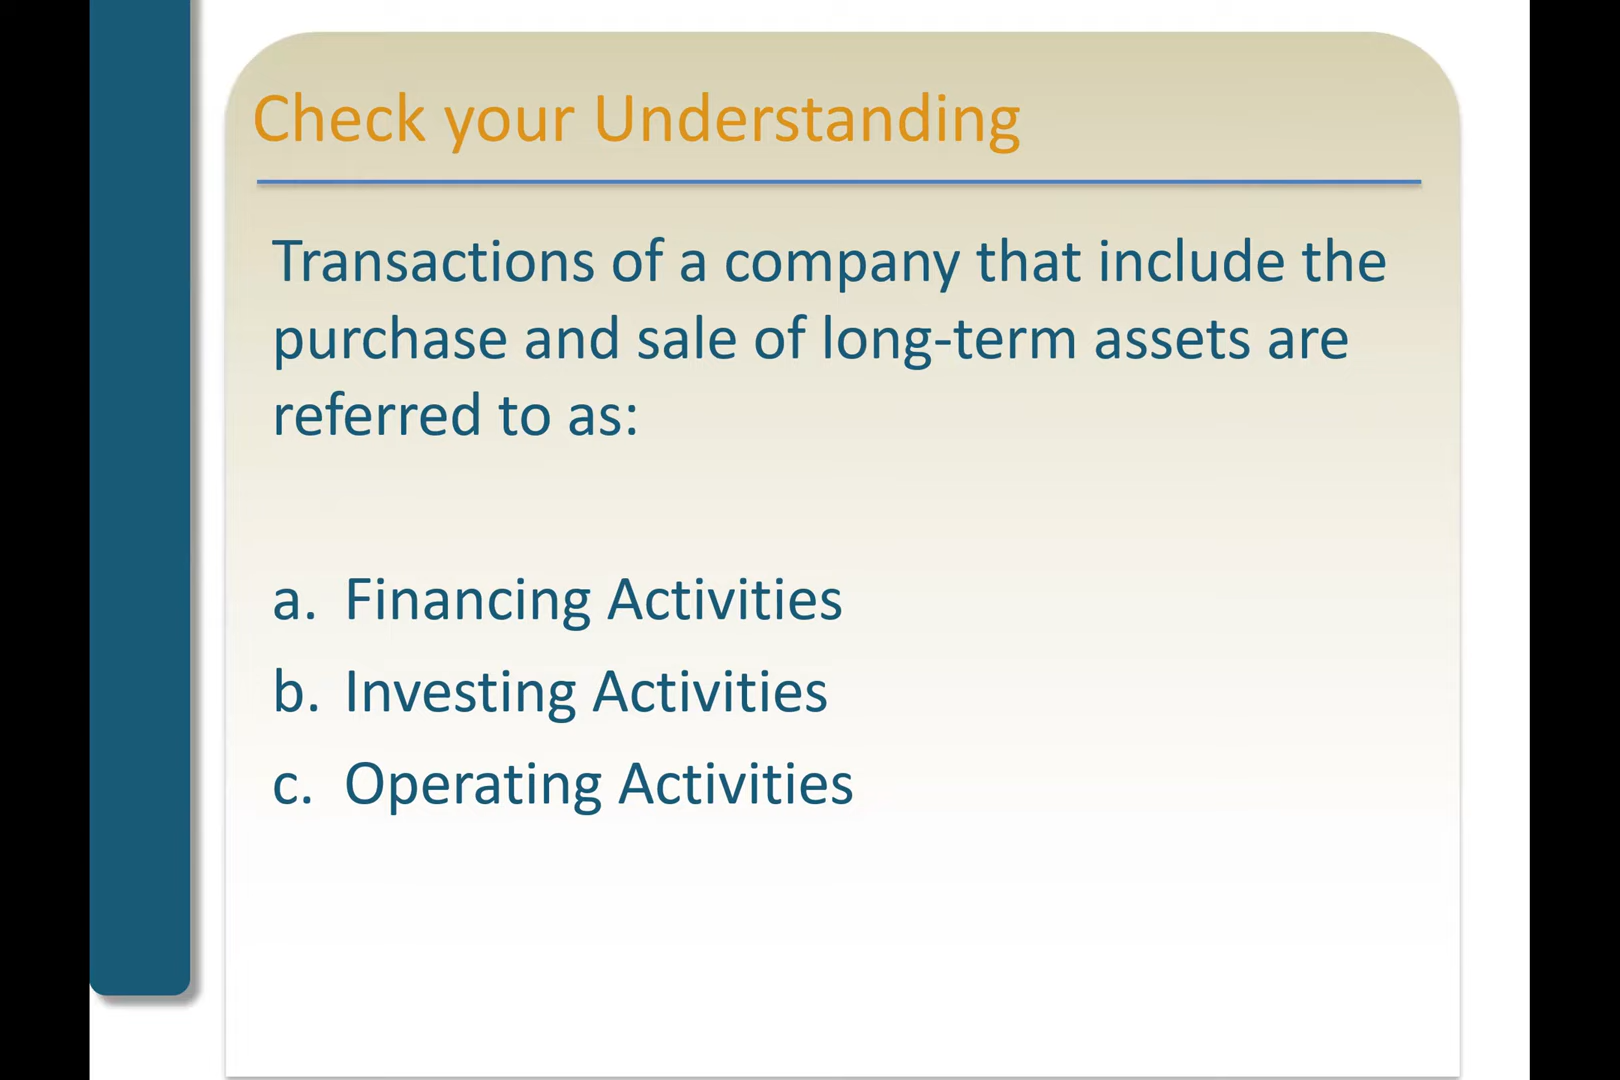 Check your Understanding
Transactions of a company that include the
purchase and sale of long-term assets are
referred to as:
a. Financing Activities
b. Investing Activities
c. Operating Activities